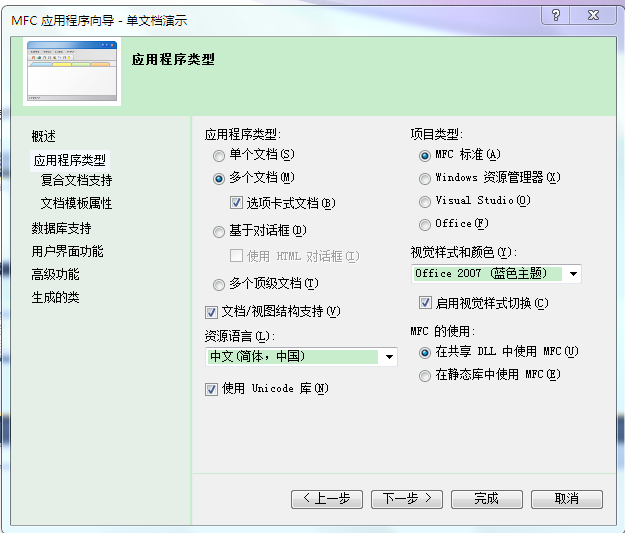 MFC 应用程序向导 - 单文档演示
应用程序类型
概述
应用程序类型
复合文档支持
文档模板属性
数据库支持
用户界面功能
高级功能
生成的类
应用程序类型:
单个文档(S)
多个文档(M)
选项卡式文档(B)
基于对话框(D)
使用 HTML 对话框(I)
多个顶级文档(T)
文档/视图结构支持(V)
资源语言(L):
中文(简体，中国)
使用 Unicode 库(N)
项目类型:
MFC 标准(A)
Windows 资源管理器(X)
Visual Studio(O)
Office(F)
视觉样式和颜色(Y):
Office 2007 (蓝色主题)
启用视觉样式切换(C)
MFC 的使用:
在共享 DLL 中使用 MFC(U)
在静态库中使用 MFC(E)
< 上一步
下一步 >
完成
取消